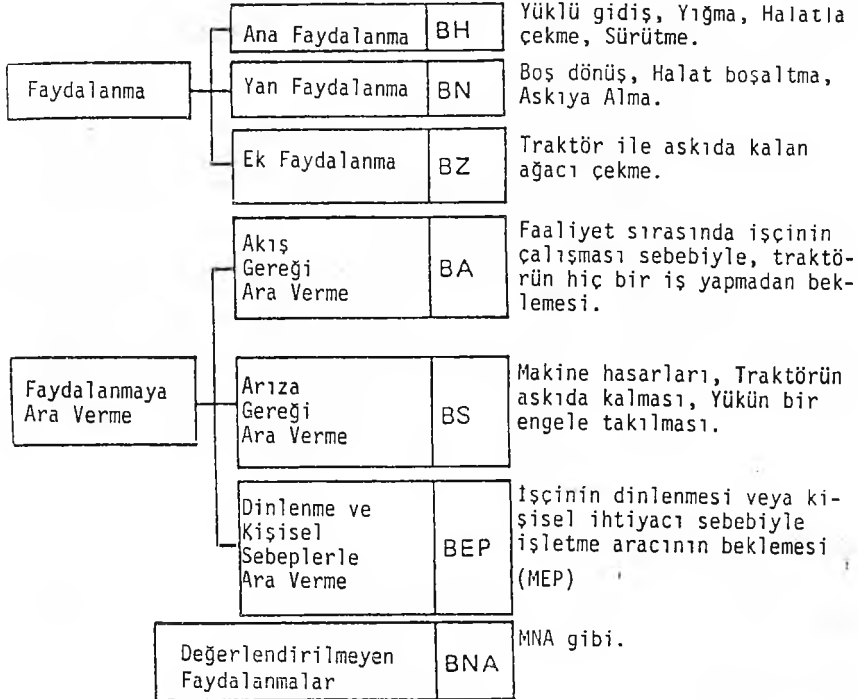 Faydalanma
Ana Faydalanma
BH
Yüklü gidiş, Yığma, Halatla
çekme, Sürütme.
Yan Faydalanma
BN
Boş dönüş, Halat boşaltma,
Askıya Alma.
Ek Faydalanma
BZ
Traktör ile askıda kalan
ağacı çekme.
Faydalanmaya
Ara Verme
Akış
Gereği
Ara Verme
BA
Faaliyet sırasında işçinin
çalışması sebebiyle, traktö-
rün hiç bir iş yapmadan bek-
lemesi.
Arıza
Gereği
Ara Verme
BS
Makine hasarları, Traktörün
askıda kalması, Yükün bir
engele takılması.
Dinlenme ve
Kişisel
Sebeplerle
Ara Verme
BEP
İşçinin dinlenmesi veya ki-
şisel ihtiyacı sebebiyle
işletme aracının beklemesi
(MEP)
Değerlendirilmeyen
Faydalanmalar
BNA
MNA gibi.